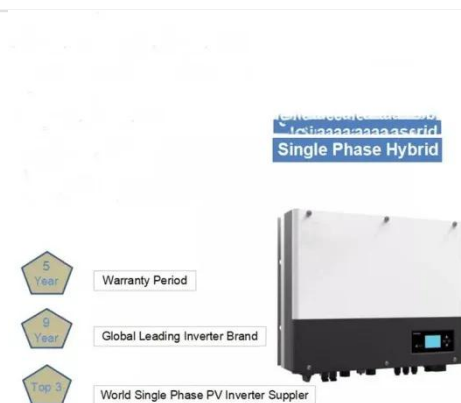 Single Phase Hybrid
5
Year
Warranty Period
9
Year
Global Leading Inverter Brand
Top 3
World Single Phase PV Inverter Suppler